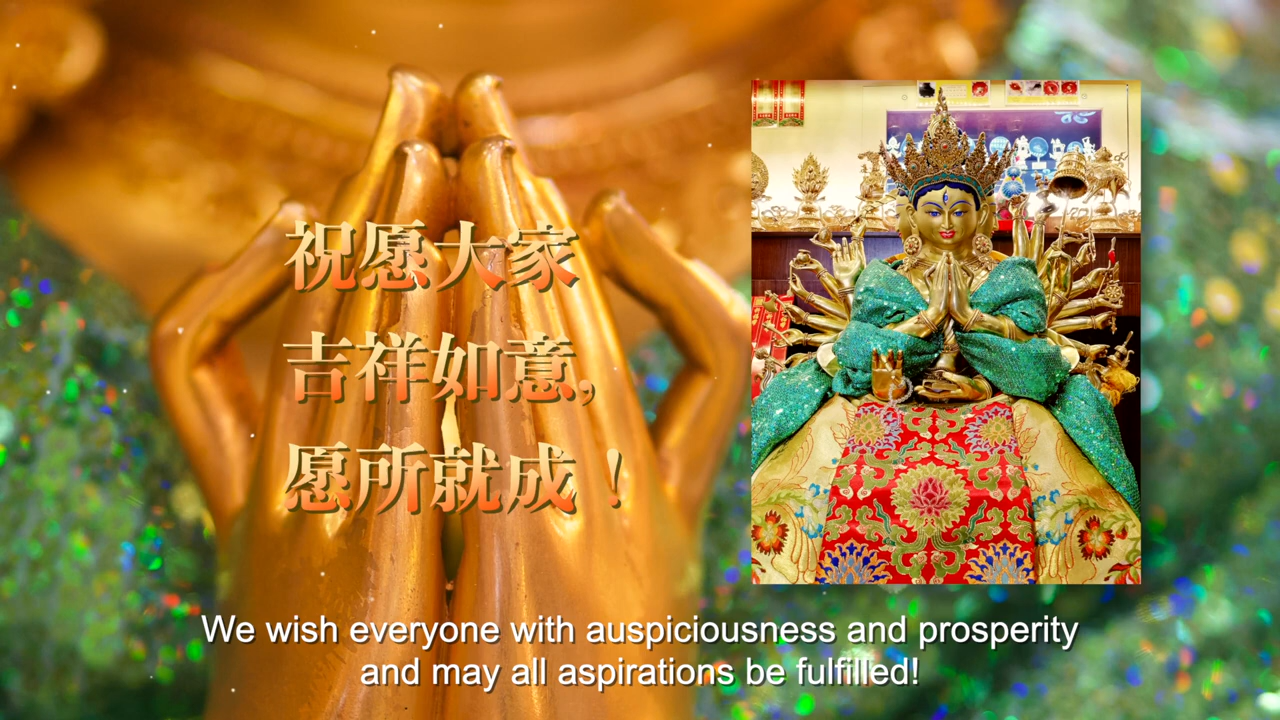 祝愿大家
吉祥如意,
愿所就成！
We wish everyone with auspiciousness and prosperity
and may all aspirations be fulfilled!